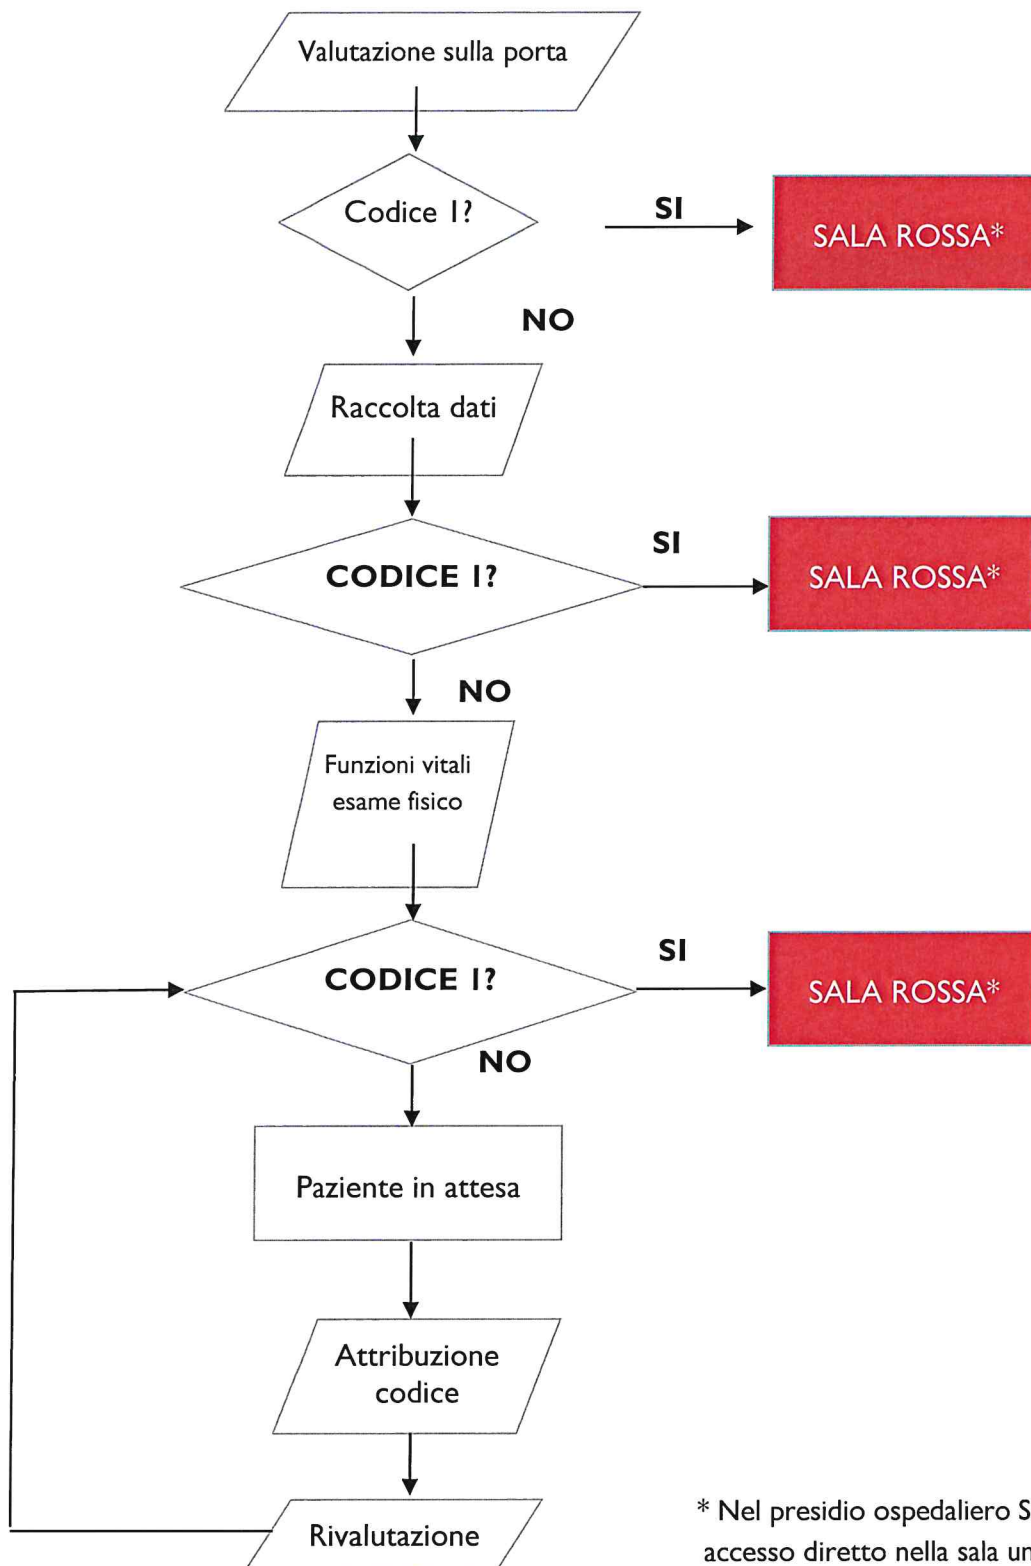 Valutazione sulla porta
Codice 1?
SI
SALA ROSSA*
NO
Raccolta dati
CODICE 1?
SI
SALA ROSSA*
NO
Funzioni vitali
esame fisico
CODICE 1?
SI
SALA ROSSA*
NO
Paziente in attesa
Attribuzione
codice
Rivalutazione
* Nel presidio ospedaliero S
accesso diretto nella sala un